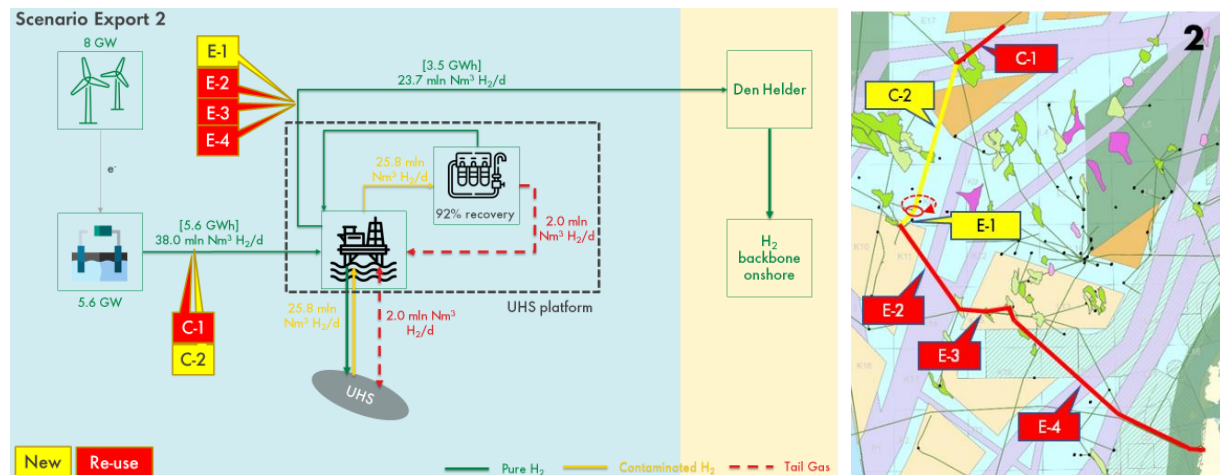 Scenario Export 2
8 GW
e⁻
5.6 GW
[5.6 GWh]
38.0 mln Nm³ H₂/d
C-1
C-2
E-1
E-2
E-3
E-4
[3.5 GWh]
23.7 mln Nm³ H₂/d
25.8 mln
Nm³ H₂/d
92% recovery
2.0 mln
Nm³ H₂/d
UHS platform
25.8 mln
Nm³ H₂/d
2.0 mln Nm³
H₂/d
UHS
Den Helder
H₂
backbone
onshore
New
Re-use
Pure H₂
Contaminated H₂
Tail Gas
2
E17
C-1
C-2
E-1
E-2
E-3
E-4
K10
K11